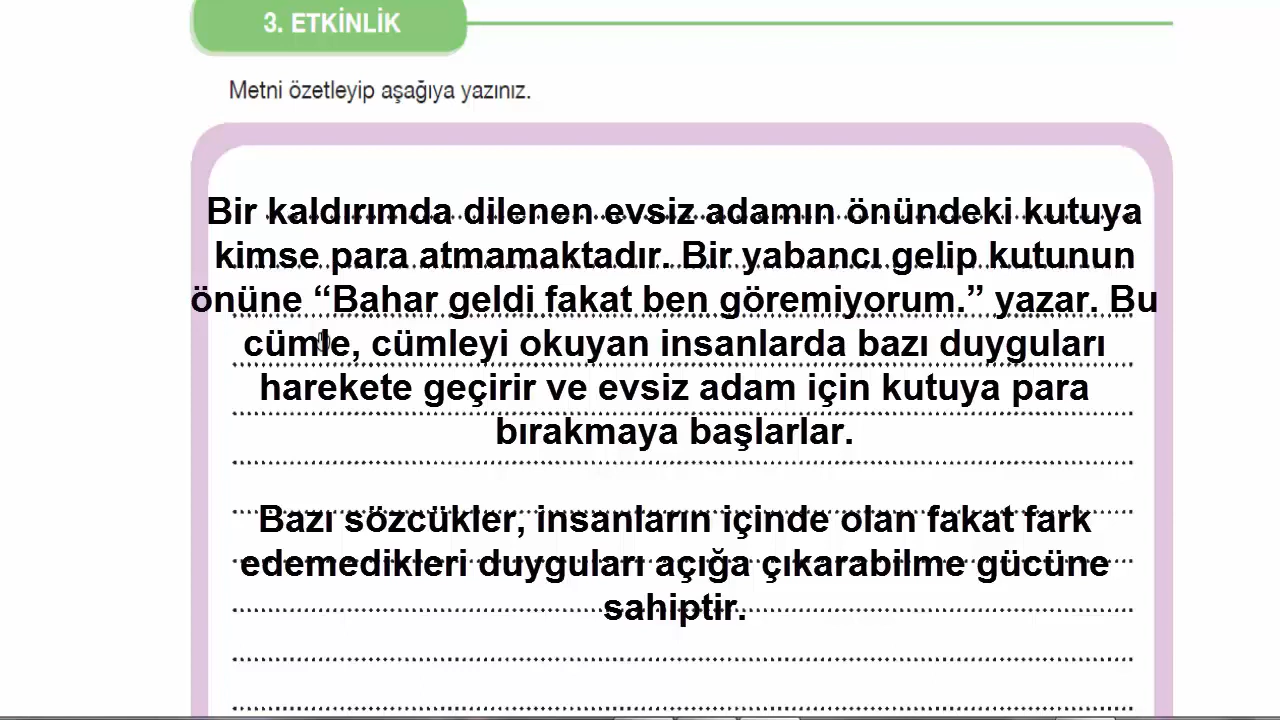 3. ETKİNLİK
Metni özetleyip aşağıya yazınız.
Bir kaldırımda dilenen evsiz adamın önündeki kutuya
kimse para atmamaktadır. Bir yabancı gelip kutunun
önüne “Bahar geldi fakat ben göremiyorum.” yazar. Bu
cümle, cümleyi okuyan insanlarda bazı duyguları
harekete geçirir ve evsiz adam için kutuya para
bırakmaya başlarlar.
Bazı sözcükler, insanların içinde olan fakat fark
edemedikleri duyguları açığa çıkarabilme gücüne
sahiptir.